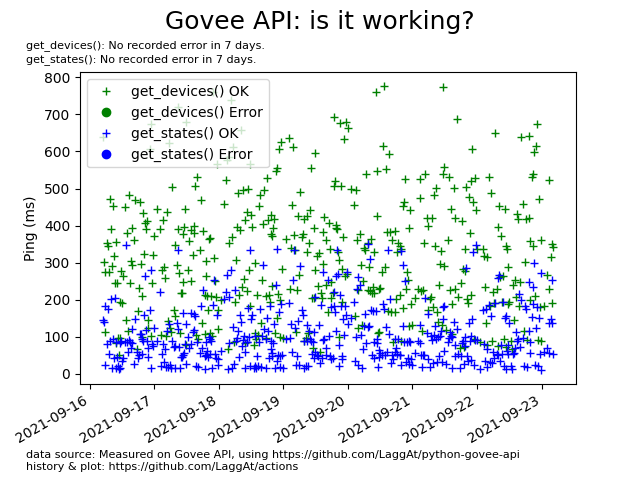 Govee API: is it working?
get_devices(): No recorded error in 7 days.
get_states(): No recorded error in 7 days.
800
700
600
500
400
300
200
100
0
Ping (ms)
get_devices() OK
get_devices() Error
get_states() OK
get_states() Error
2021-09-16
2021-09-17
2021-09-18
2021-09-19
2021-09-20
2021-09-21
2021-09-22
2021-09-23
data source: Measured on Govee API, using https://github.com/LaggAt/python-govee-api
history & plot: https://github.com/LaggAt/actions